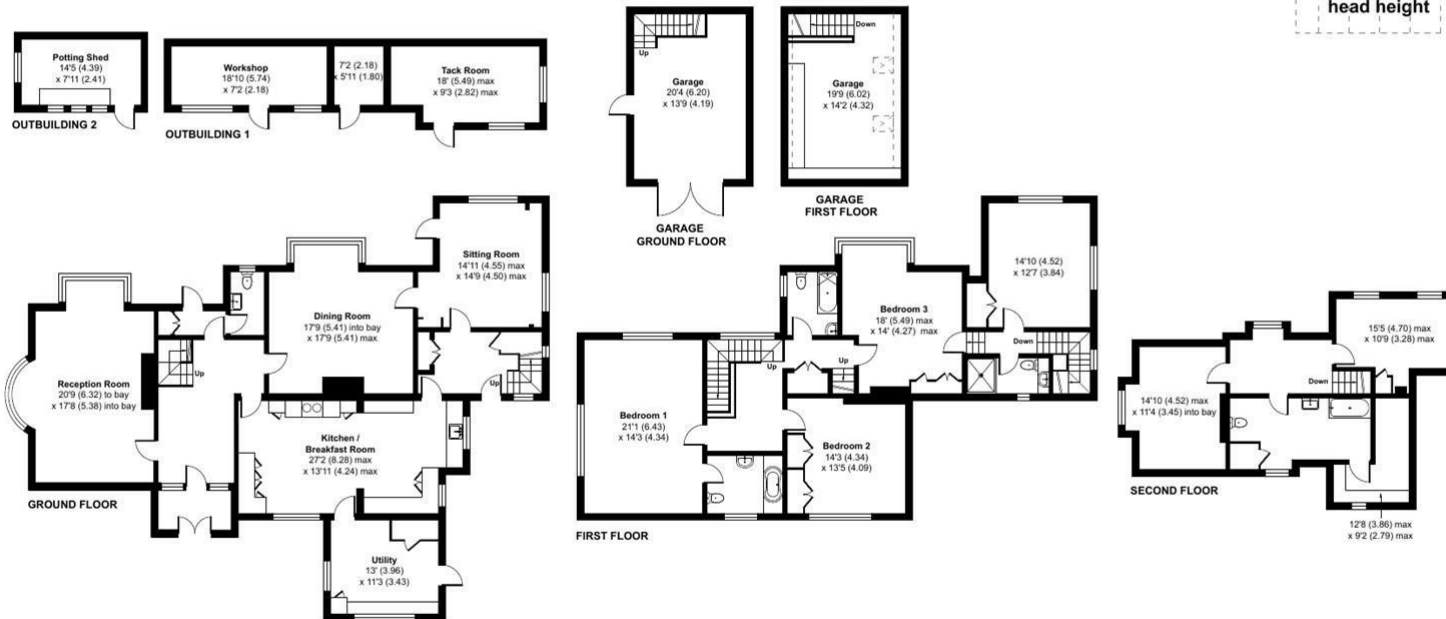 head height
Potting Shed
14'5 (4.39)
x 7'11 (2.41)
OUTBUILDING 2
Workshop
18'10 (5.74)
x 7'2 (2.18)
7'2 (2.18)
x 5'11 (1.80)
Tack Room
18' (5.49) max
x 9'3 (2.82) max
OUTBUILDING 1
Up
Garage
20'4 (6.20)
x 13'9 (4.19)
GARAGE
GROUND FLOOR
Down
Garage
19'9 (6.02)
x 14'2 (4.32)
GARAGE
FIRST FLOOR
Sitting Room
14'11 (4.55) max
x 14'9 (4.50) max
Dining Room
17'9 (5.41) into bay
x 17'9 (5.41) max
Reception Room
20'9 (6.32) to bay
x 17'8 (5.38) into bay
Up
Up
Kitchen /
Breakfast Room
27'2 (8.28) max
x 13'11 (4.24) max
Utility
13' (3.96)
x 11'3 (3.43)
GROUND FLOOR
14'10 (4.52)
x 12'7 (3.84)
Bedroom 3
18' (5.49) max
x 14' (4.27) max
Down
Up
Up
Bedroom 1
21'1 (6.43)
x 14'3 (4.34)
Bedroom 2
14'3 (4.34)
x 13'5 (4.09)
FIRST FLOOR
15'5 (4.70)
x 10'9 (3.28) max
Down
14'10 (4.52) max
x 11'4 (3.45) into bay
SECOND FLOOR
12'8 (3.86) max
x 9'2 (2.79) max